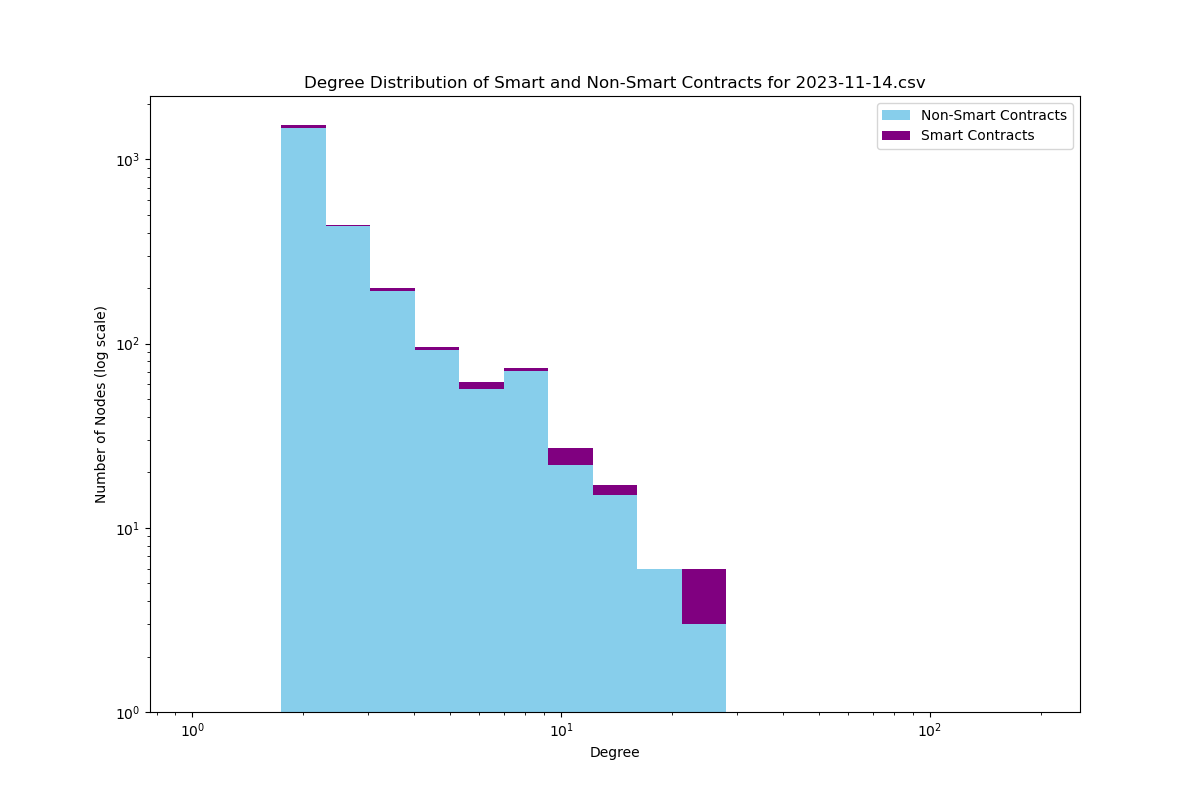 Degree Distribution of Smart and Non-Smart Contracts for 2023-11-14.csv
Non-Smart Contracts
Smart Contracts
Number of Nodes (log scale)
10³
10²
10¹
10⁰
10⁰ 10¹ 10²
Degree